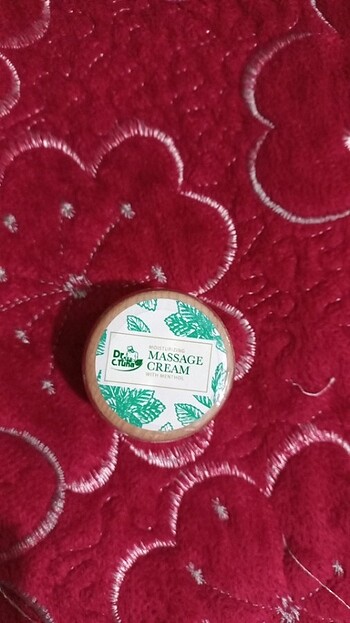 Dr.
C.Tuna
MOISTURIZING
MASSAGE
CREAM
WITH MENTHOL